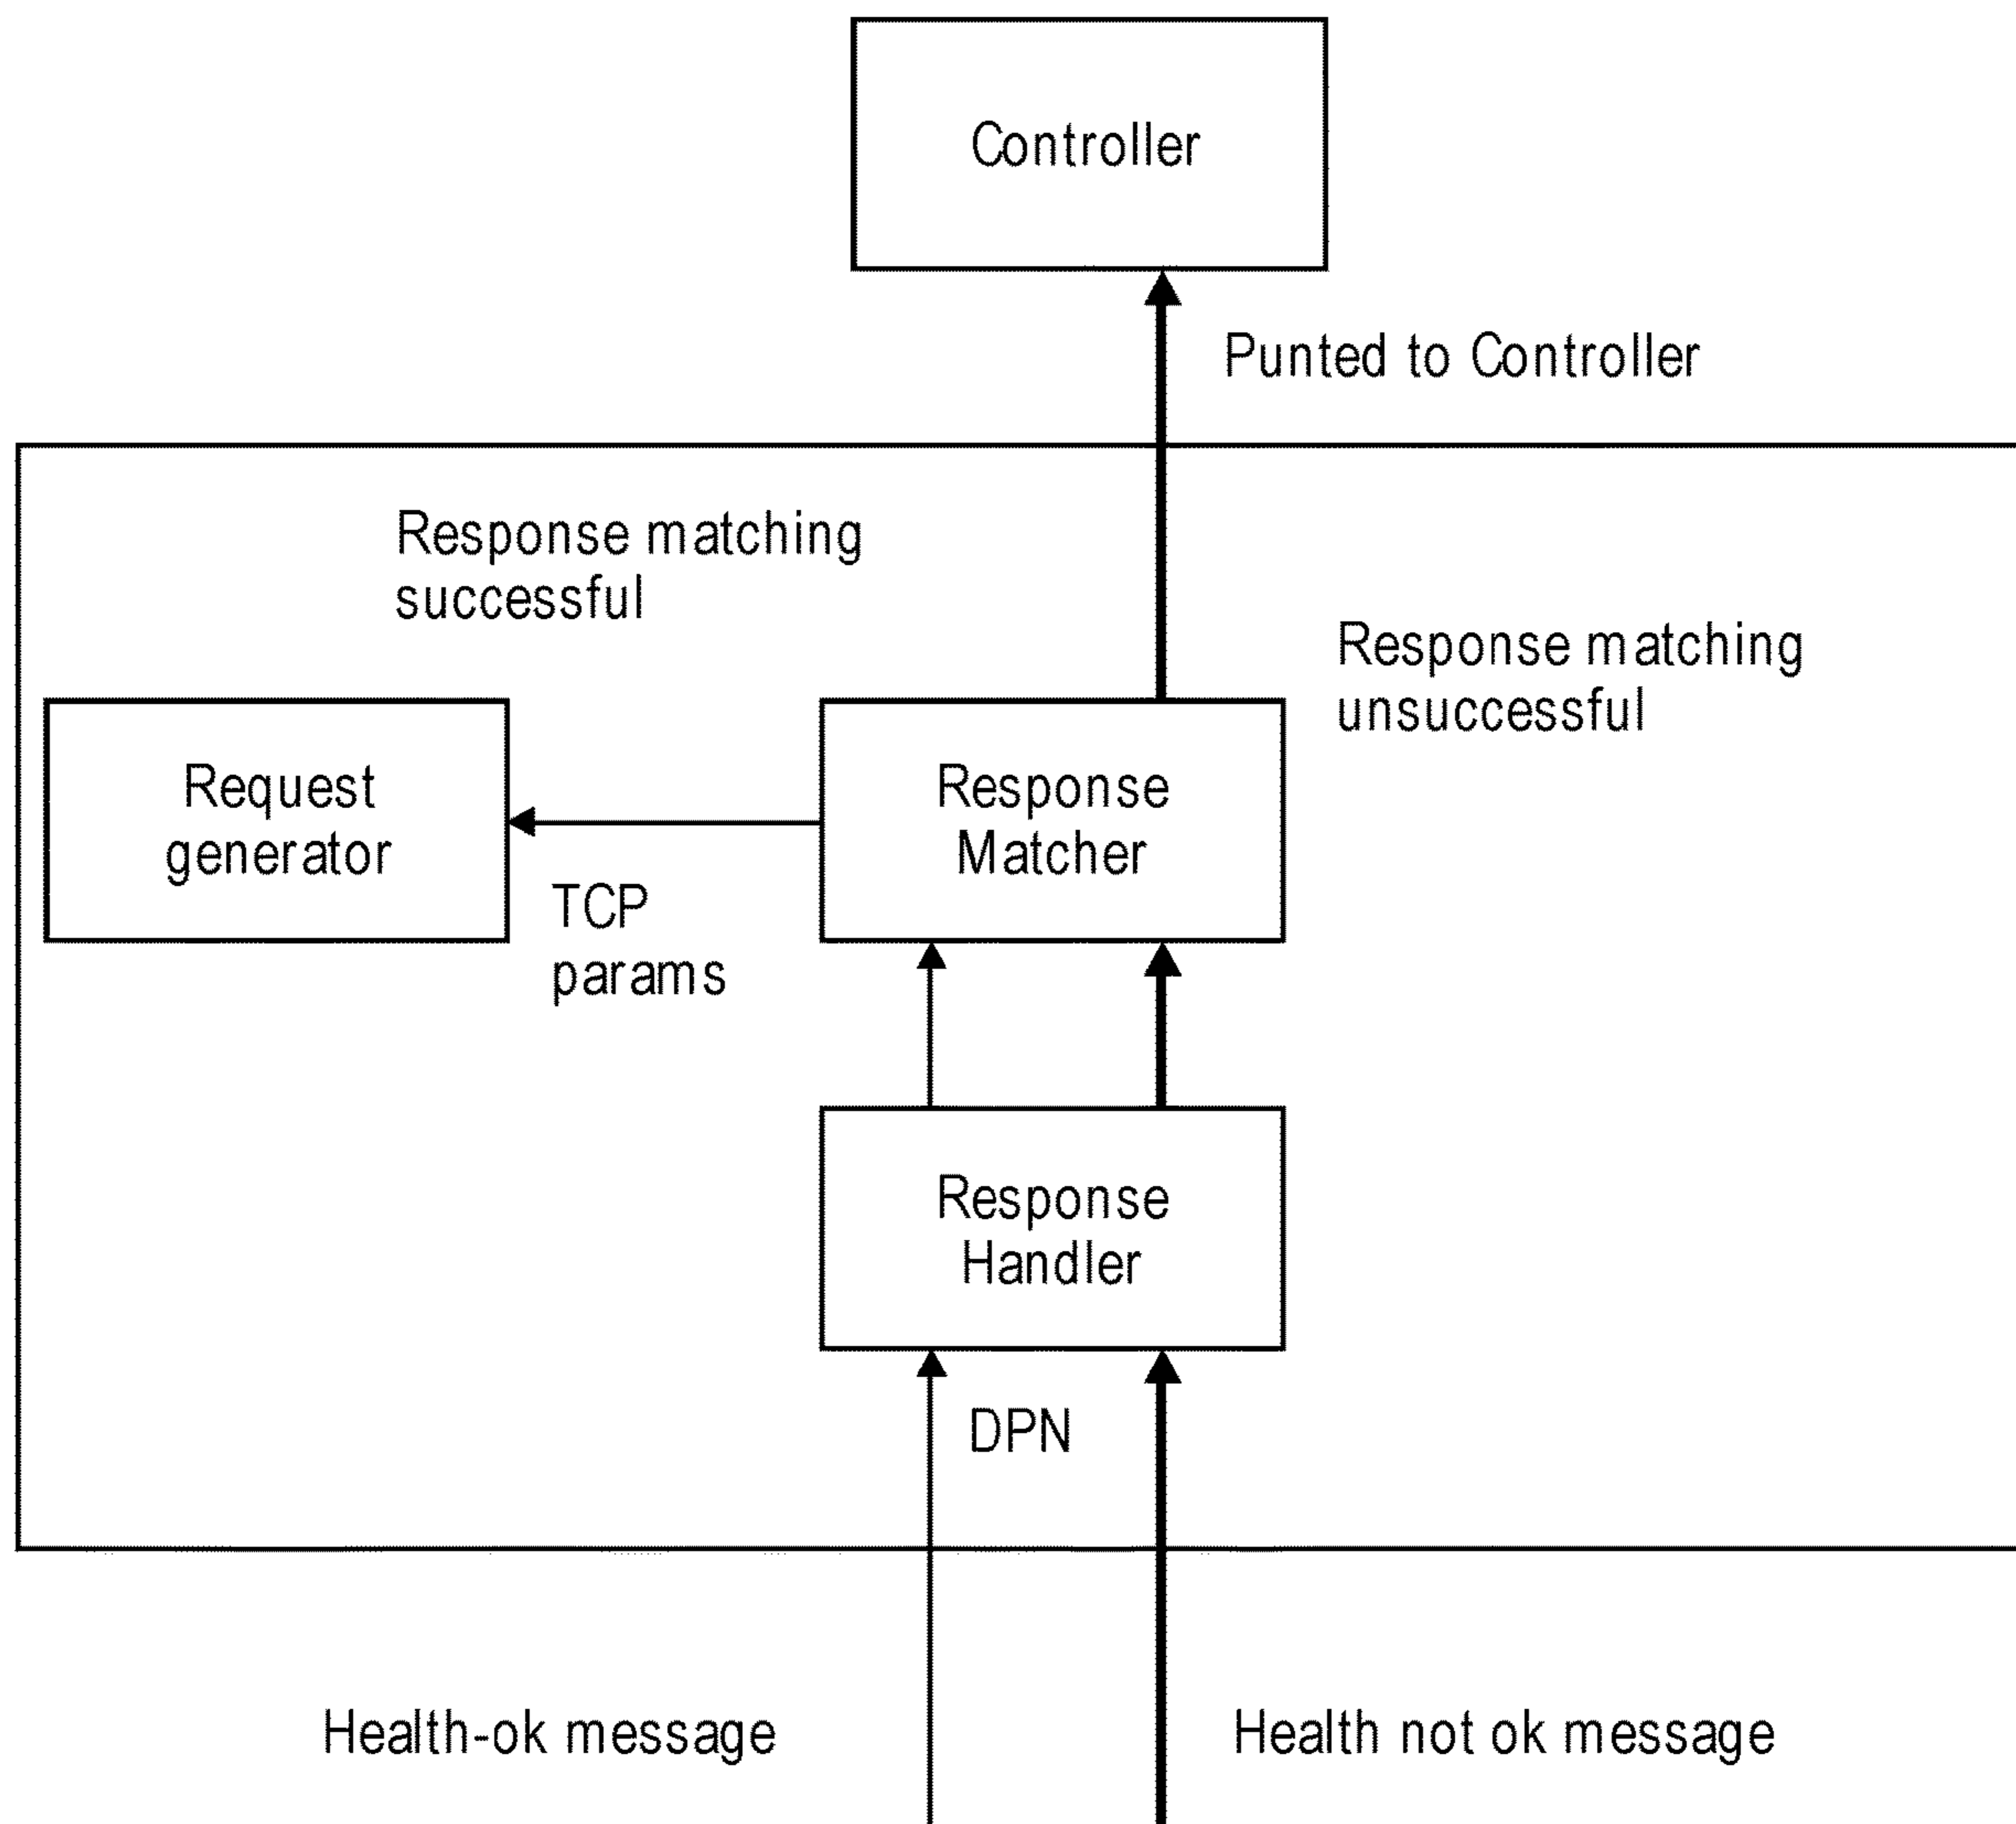 Controller
Punted to Controller
Response matching
successful
Response matching
unsuccessful
Request
generator
Response
Matcher
TCP
params
Response
Handler
DPN
Health-ok message
Health not ok message